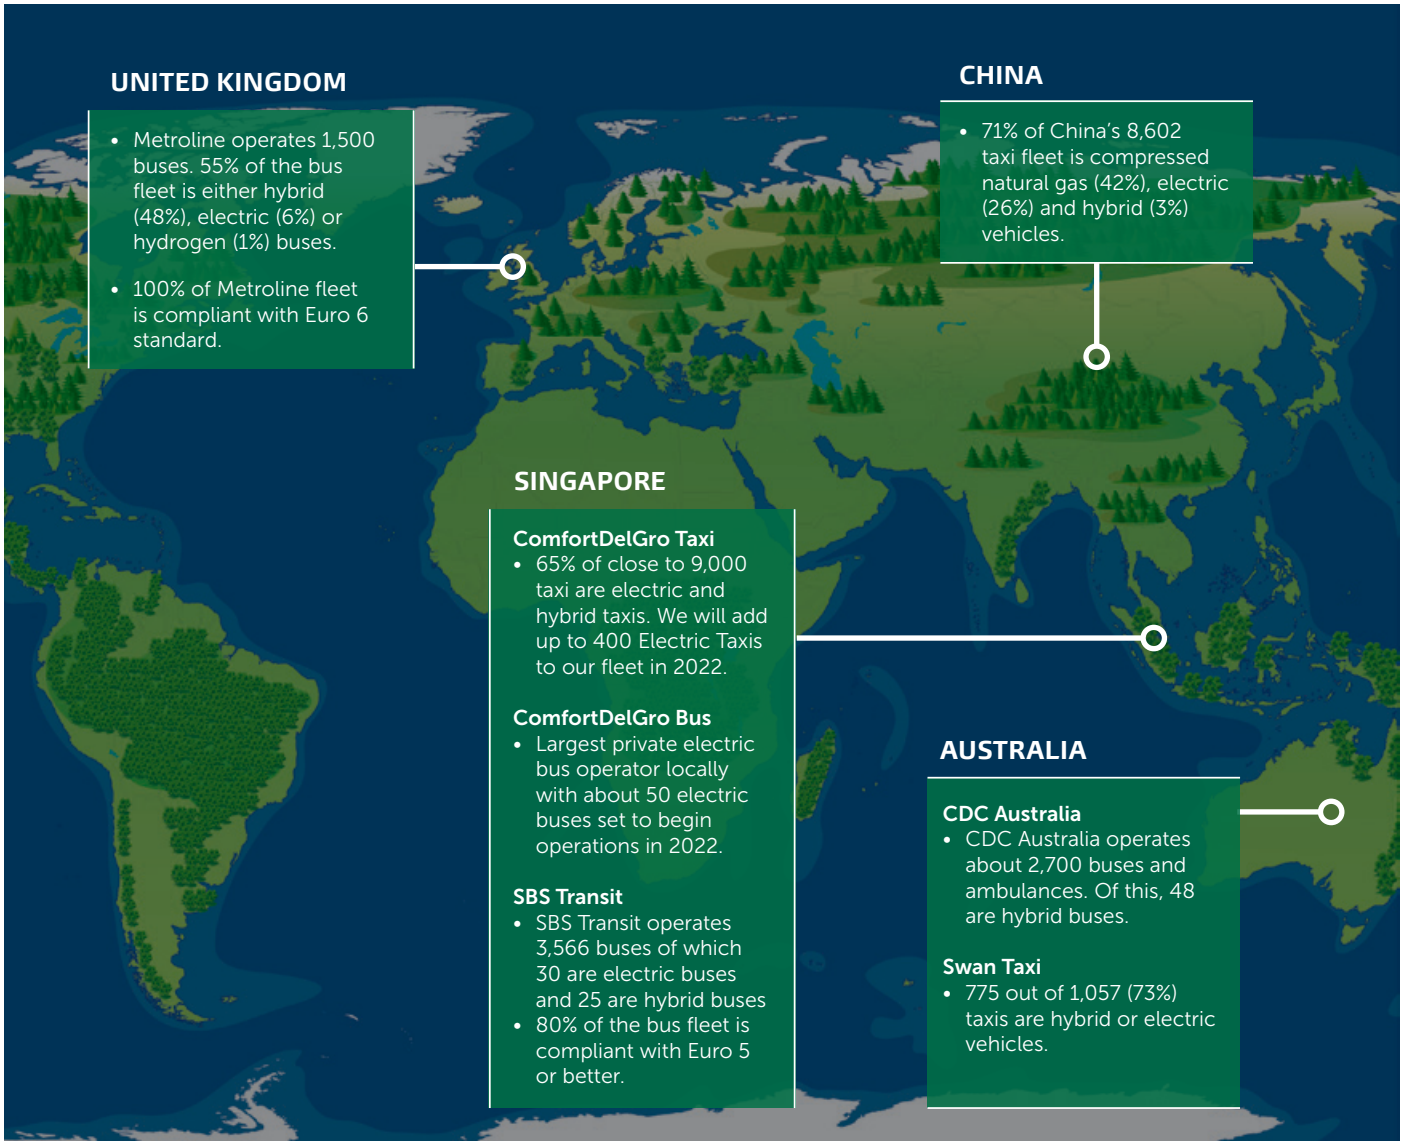 UNITED KINGDOM
• Metroline operates 1,500
buses. 55% of the bus
fleet is either hybrid
(48%), electric (6%) or
hydrogen (1%) buses.
• 100% of Metroline fleet
is compliant with Euro 6
standard.
CHINA
• 71% of China’s 8,602
taxi fleet is compressed
natural gas (42%), electric
(26%) and hybrid (3%)
vehicles.
SINGAPORE
ComfortDelGro Taxi
• 65% of close to 9,000
taxi are electric and
hybrid taxis. We will add
up to 400 Electric Taxis
to our fleet in 2022.
ComfortDelGro Bus
• Largest private electric
bus operator locally
with about 50 electric
buses set to begin
operations in 2022.
SBS Transit
• SBS Transit operates
3,566 buses of which
30 are electric buses
and 25 are hybrid buses
• 80% of the bus fleet is
compliant with Euro 5
or better.
AUSTRALIA
CDC Australia
• CDC Australia operates
about 2,700 buses and
ambulances. Of this, 48
are hybrid buses.
Swan Taxi
• 775 out of 1,057 (73%)
taxis are hybrid or electric
vehicles.